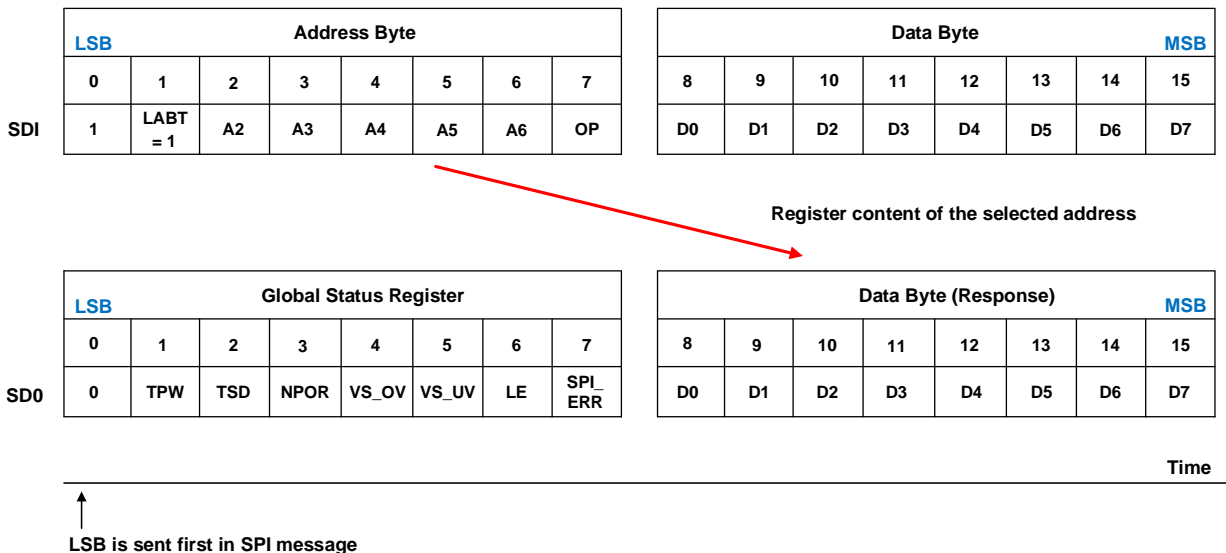 Address Byte
LSB
0 1 2 3 4 5 6 7
SDI
1 LABT = 1 A2 A3 A4 A5 A6 OP
Data Byte
MSB
8 9 10 11 12 13 14 15
D0 D1 D2 D3 D4 D5 D6 D7
Register content of the selected address
Global Status Register
LSB
0 1 2 3 4 5 6 7
SD0
0 TPW TSD NPOR VS_OV VS_UV LE SPI_ERR
Data Byte (Response)
MSB
8 9 10 11 12 13 14 15
D0 D1 D2 D3 D4 D5 D6 D7
Time
LSB is sent first in SPI message